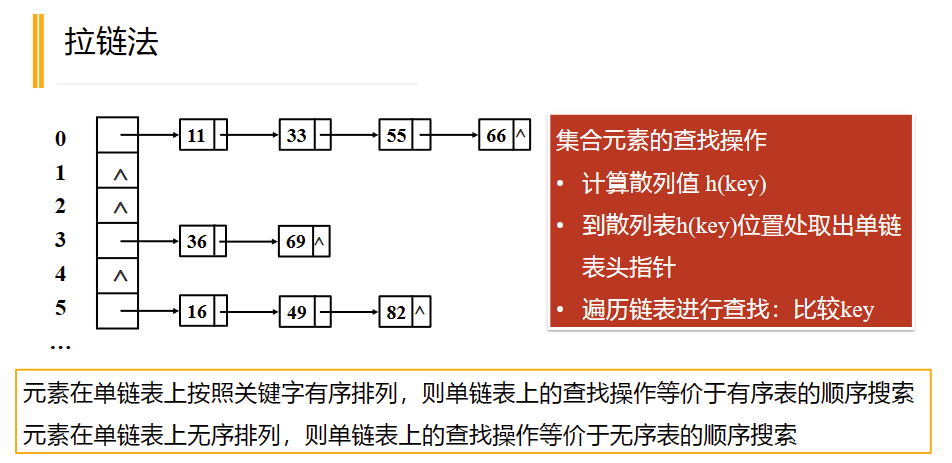 拉链法
0 11 33 55 66 ^
1 ^
2 ^
3 36 69 ^
4 ^
5 16 49 82 ^
…
集合元素的查找操作
• 计算散列值 h(key)
• 到散列表h(key)位置处取出单链
表头指针
• 遍历链表进行查找：比较key
元素在单链表上按照关键字有序排列，则单链表上的查找操作等价于有序表的顺序搜索
元素在单链表上无序排列，则单链表上的查找操作等价于无序表的顺序搜索